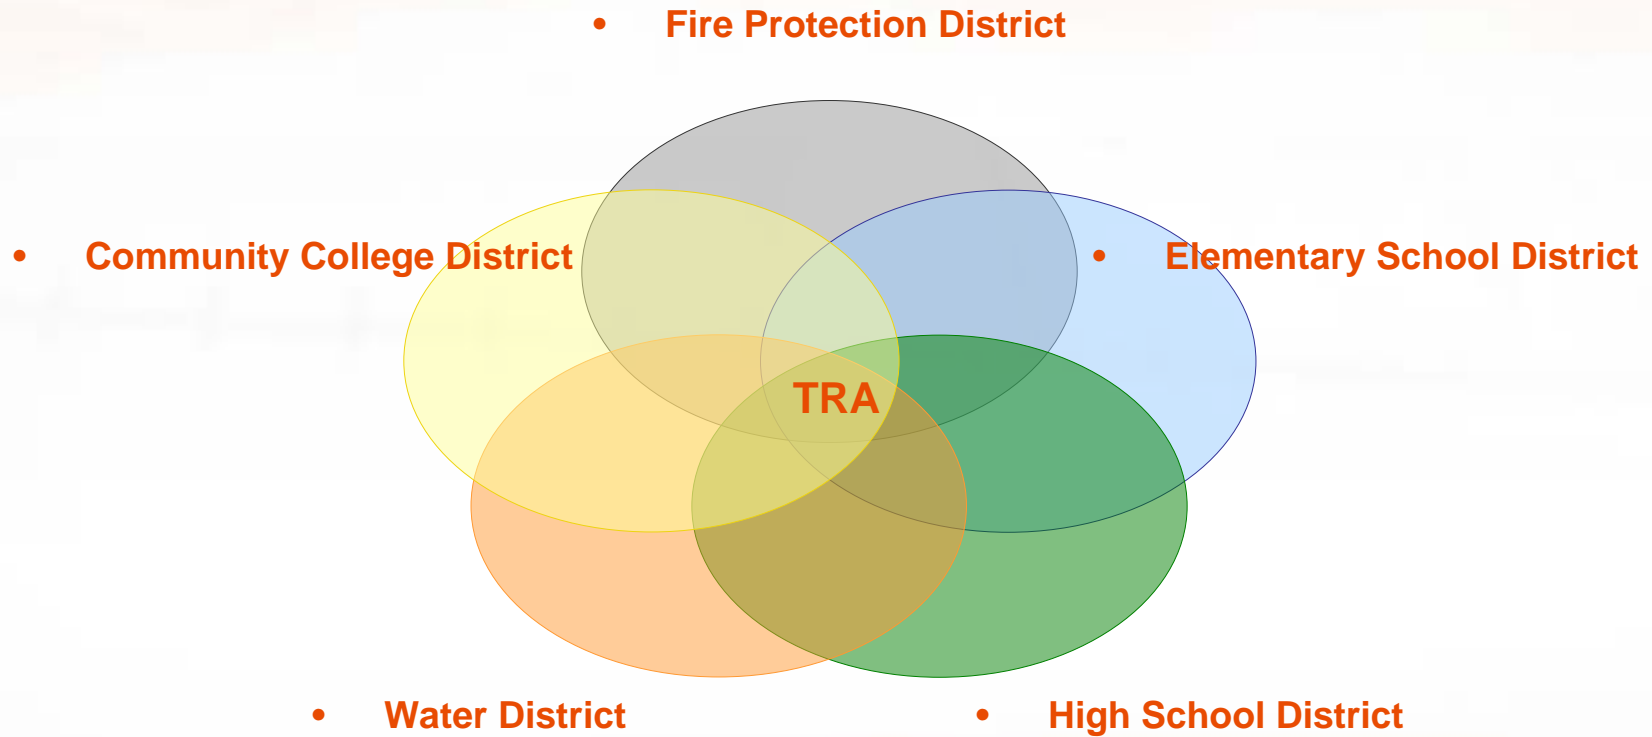 • Fire Protection District
• Community College District
• Elementary School District
TRA
• Water District
• High School District